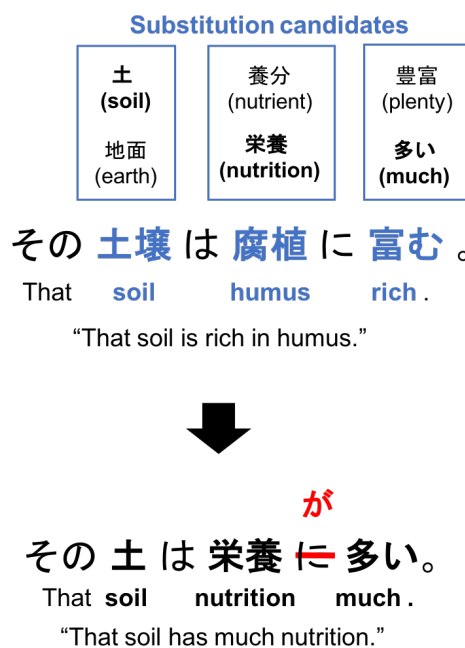 Substitution candidates
土 養分 豊富
(soil) (nutrient) (plenty)
地面 栄養 多い
(earth) (nutrition) (much)
その 土壌 は 腐植 に 富む 。
That soil humus rich .
“That soil is rich in humus.”
が
その 土 は 栄養 に 多い。
That soil nutrition much .
“That soil has much nutrition.”